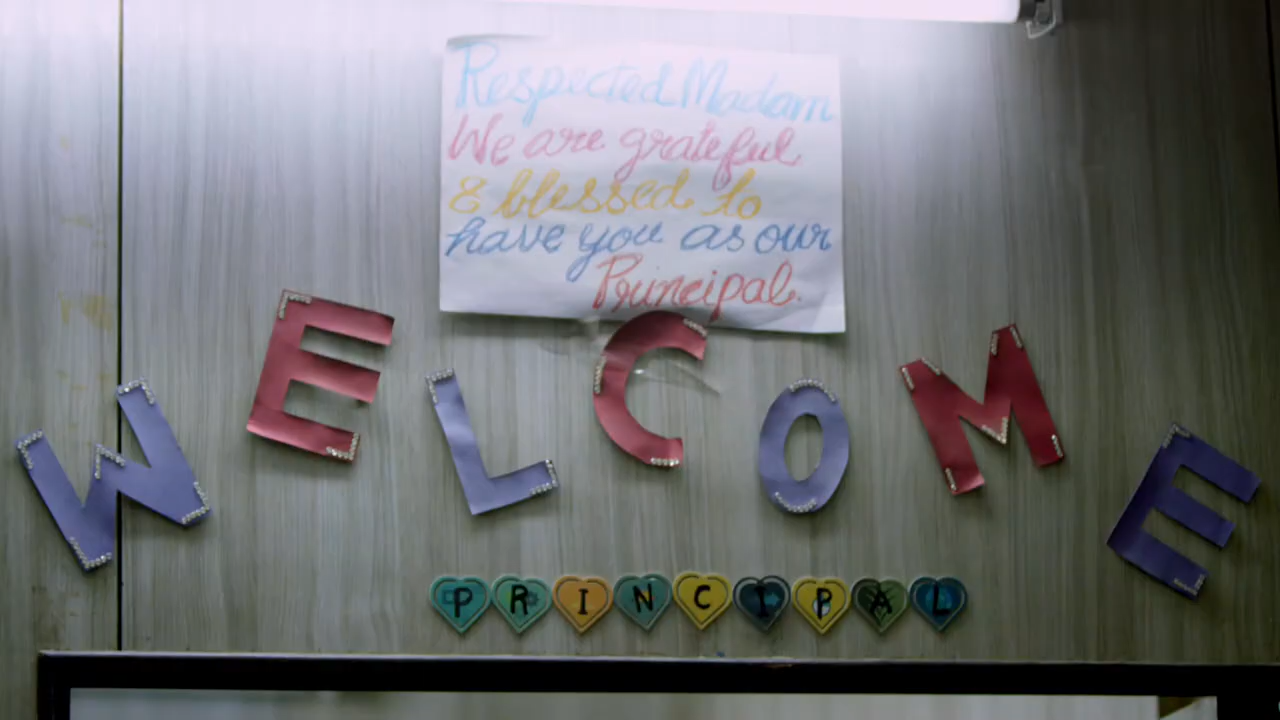 Respected Madam
We are grateful
& blessed to
have you as our
Principal.
WELCOME
PRINCIPAL